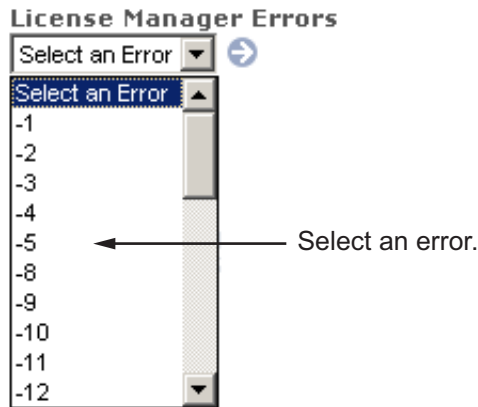 License Manager Errors
Select an Error
Select an Error
-1
-2
-3
-4
-5
Select an error.
-8
-9
-10
-11
-12